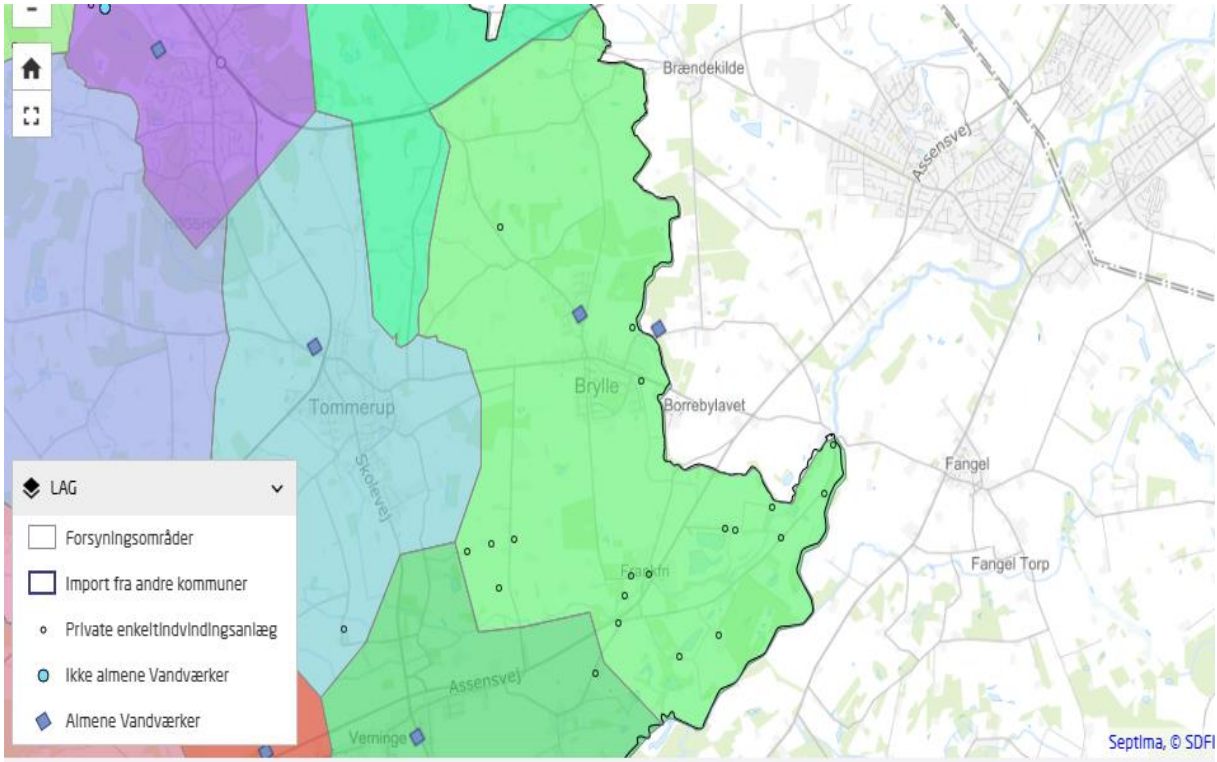 Brændekilde
Assensvej
Tommerup
Brylle
Borrebylavet
Skolevej
Fangel
LAG
Forsyningsområder
Import fra andre kommuner
Private enkeltindvindingsanlæg
Ikke almene Vandværker
Almene Vandværker
Frankfri
Fangel Torp
Assensvej
Verninge
Septima, © SDFI